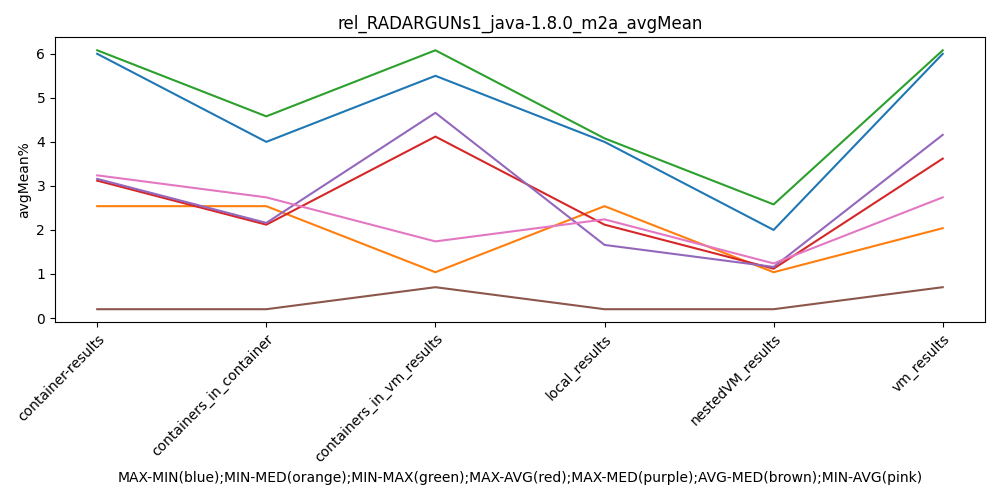 rel_RADARGUNs1_java-1.8.0_m2a_avgMean
avgMean%
6
5
4
3
2
1
0
container-results
containers_in_container
containers_in_vm_results
local_results
nestedVM_results
vm_results
MAX-MIN(blue);MIN-MED(orange);MIN-MAX(green);MAX-AVG(red);MAX-MED(purple);AVG-MED(brown);MIN-AVG(pink)